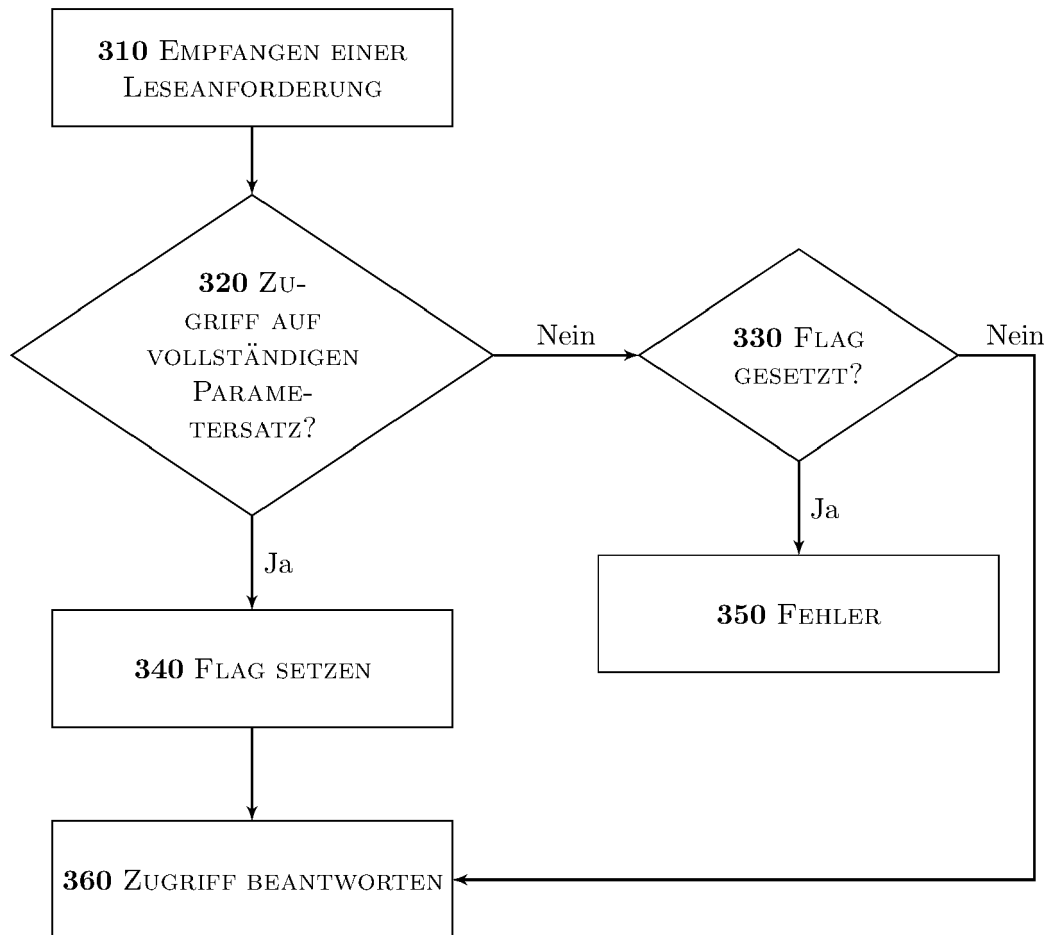 310 Empfangen einer
Leseanforderung
320 Zu-
griff auf
vollständigen
Parame-
tersatz?
Nein
330 Flag
gesetzt?
Nein
Ja
Ja
350 Fehler
340 Flag setzen
360 Zugriff beantworten